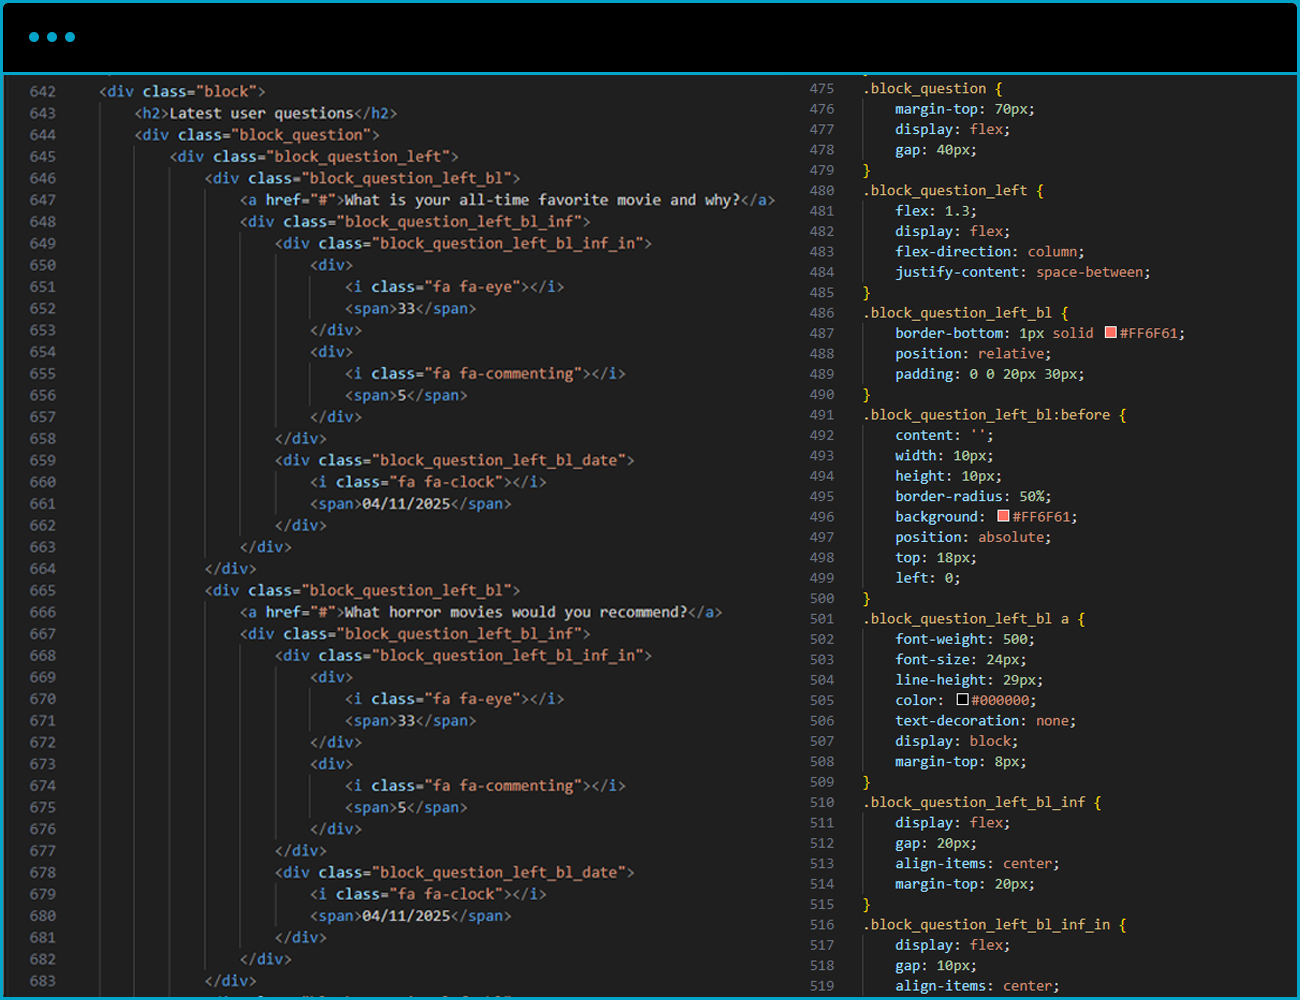 642 <div class="block">
643 <h2>Latest user questions</h2>
644 <div class="block_question">
645 <div class="block_question_left">
646 <div class="block_question_left_bl">
647 <a href="#">What is your all-time favorite movie and why?</a>
648 <div class="block_question_left_bl_inf">
649 <div class="block_question_left_bl_inf_in">
650 <div>
651 <i class="fa fa-eye"></i>
652 <span>33</span>
653 </div>
654 <div>
655 <i class="fa fa-commenting"></i>
656 <span>5</span>
657 </div>
658 </div>
659 <div class="block_question_left_bl_date">
660 <i class="fa fa-clock"></i>
661 <span>04/11/2025</span>
662 </div>
663 </div>
664 </div>
665 <div class="block_question_left_bl">
666 <a href="#">What horror movies would you recommend?</a>
667 <div class="block_question_left_bl_inf">
668 <div class="block_question_left_bl_inf_in">
669 <div>
670 <i class="fa fa-eye"></i>
671 <span>33</span>
672 </div>
673 <div>
674 <i class="fa fa-commenting"></i>
675 <span>5</span>
676 </div>
677 </div>
678 <div class="block_question_left_bl_date">
679 <i class="fa fa-clock"></i>
680 <span>04/11/2025</span>
681 </div>
682 </div>
683 </div>
475 .block_question {
476 margin-top: 70px;
477 display: flex;
478 gap: 40px;
479 }
480 .block_question_left {
481 flex: 1.3;
482 display: flex;
483 flex-direction: column;
484 justify-content: space-between;
485 }
486 .block_question_left_bl {
487 border-bottom: 1px solid #FF6F61;
488 position: relative;
489 padding: 0 0 20px 30px;
490 }
491 .block_question_left_bl:before {
492 content: '';
493 width: 10px;
494 height: 10px;
495 border-radius: 50%;
496 background: #FF6F61;
497 position: absolute;
498 top: 18px;
499 left: 0;
500 }
501 .block_question_left_bl a {
502 font-weight: 500;
503 font-size: 24px;
504 line-height: 29px;
505 color: #000000;
506 text-decoration: none;
507 display: block;
508 margin-top: 8px;
509 }
510 .block_question_left_bl_inf {
511 display: flex;
512 gap: 20px;
513 align-items: center;
514 margin-top: 20px;
515 }
516 .block_question_left_bl_inf_in {
517 display: flex;
518 gap: 10px;
519 align-items: center;